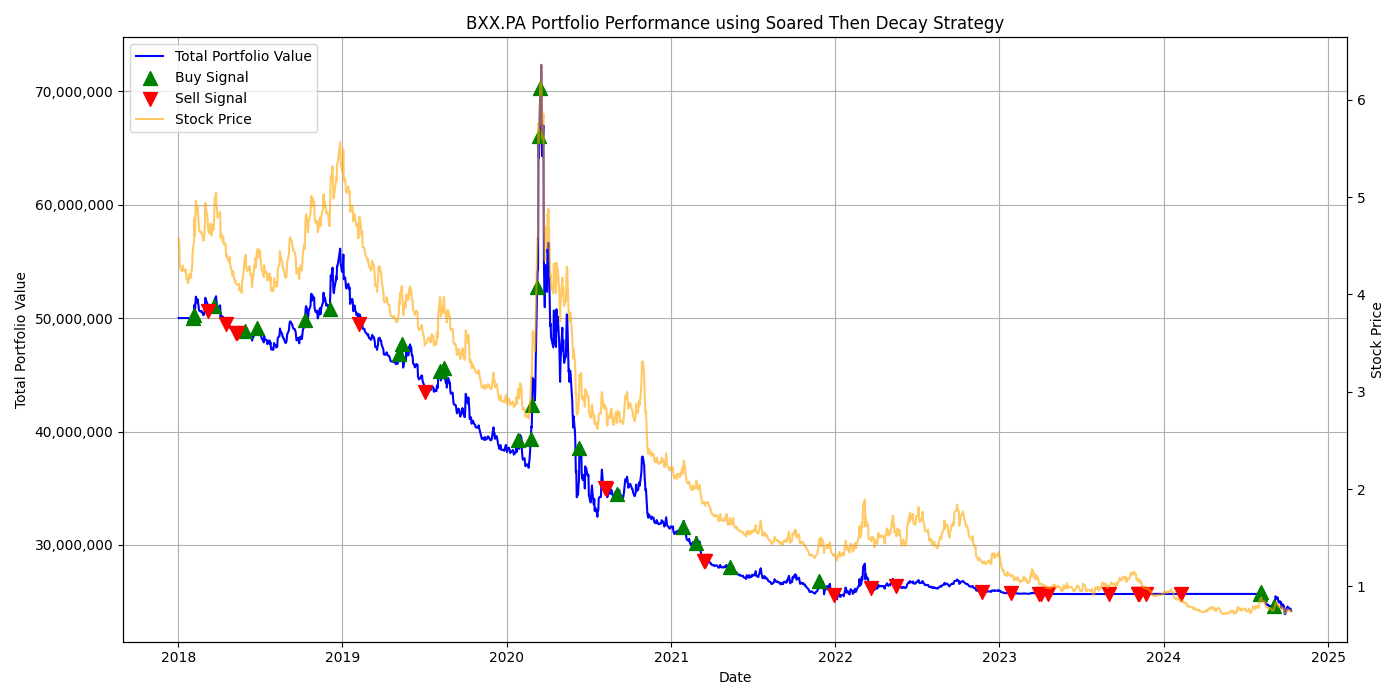 BXX.PA Portfolio Performance using Soared Then Decay Strategy
Total Portfolio Value
Buy Signal
Sell Signal
Stock Price
70,000,000
60,000,000
50,000,000
40,000,000
30,000,000
Total Portfolio Value
6
5
4
3
2
1
Stock Price
2018
2019
2020
2021
2022
2023
2024
2025
Date